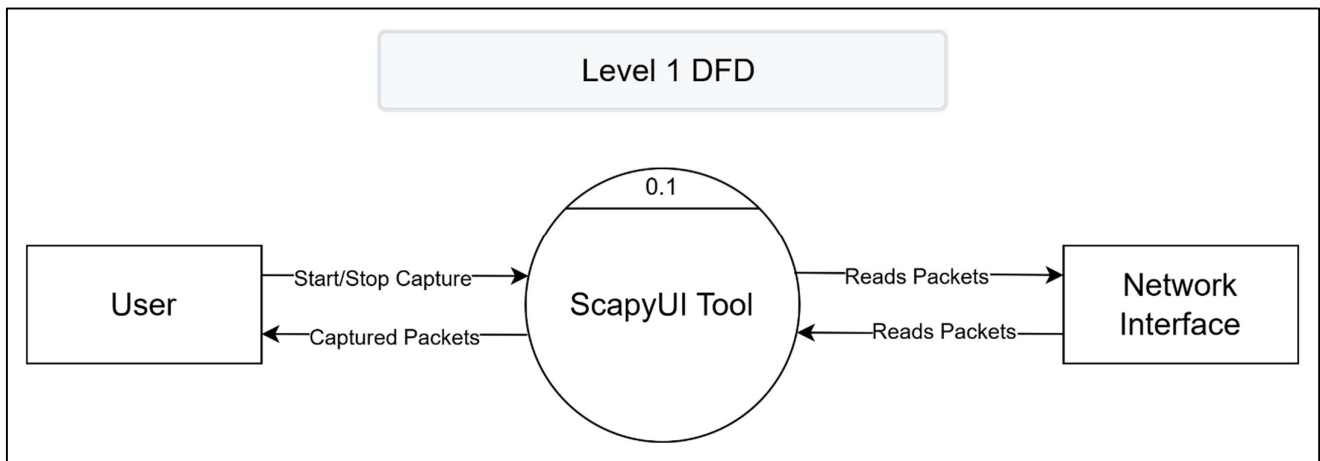 Level 1 DFD
0.1
User
Start/Stop Capture
Captured Packets
ScapyUI Tool
Reads Packets
Reads Packets
Network
Interface